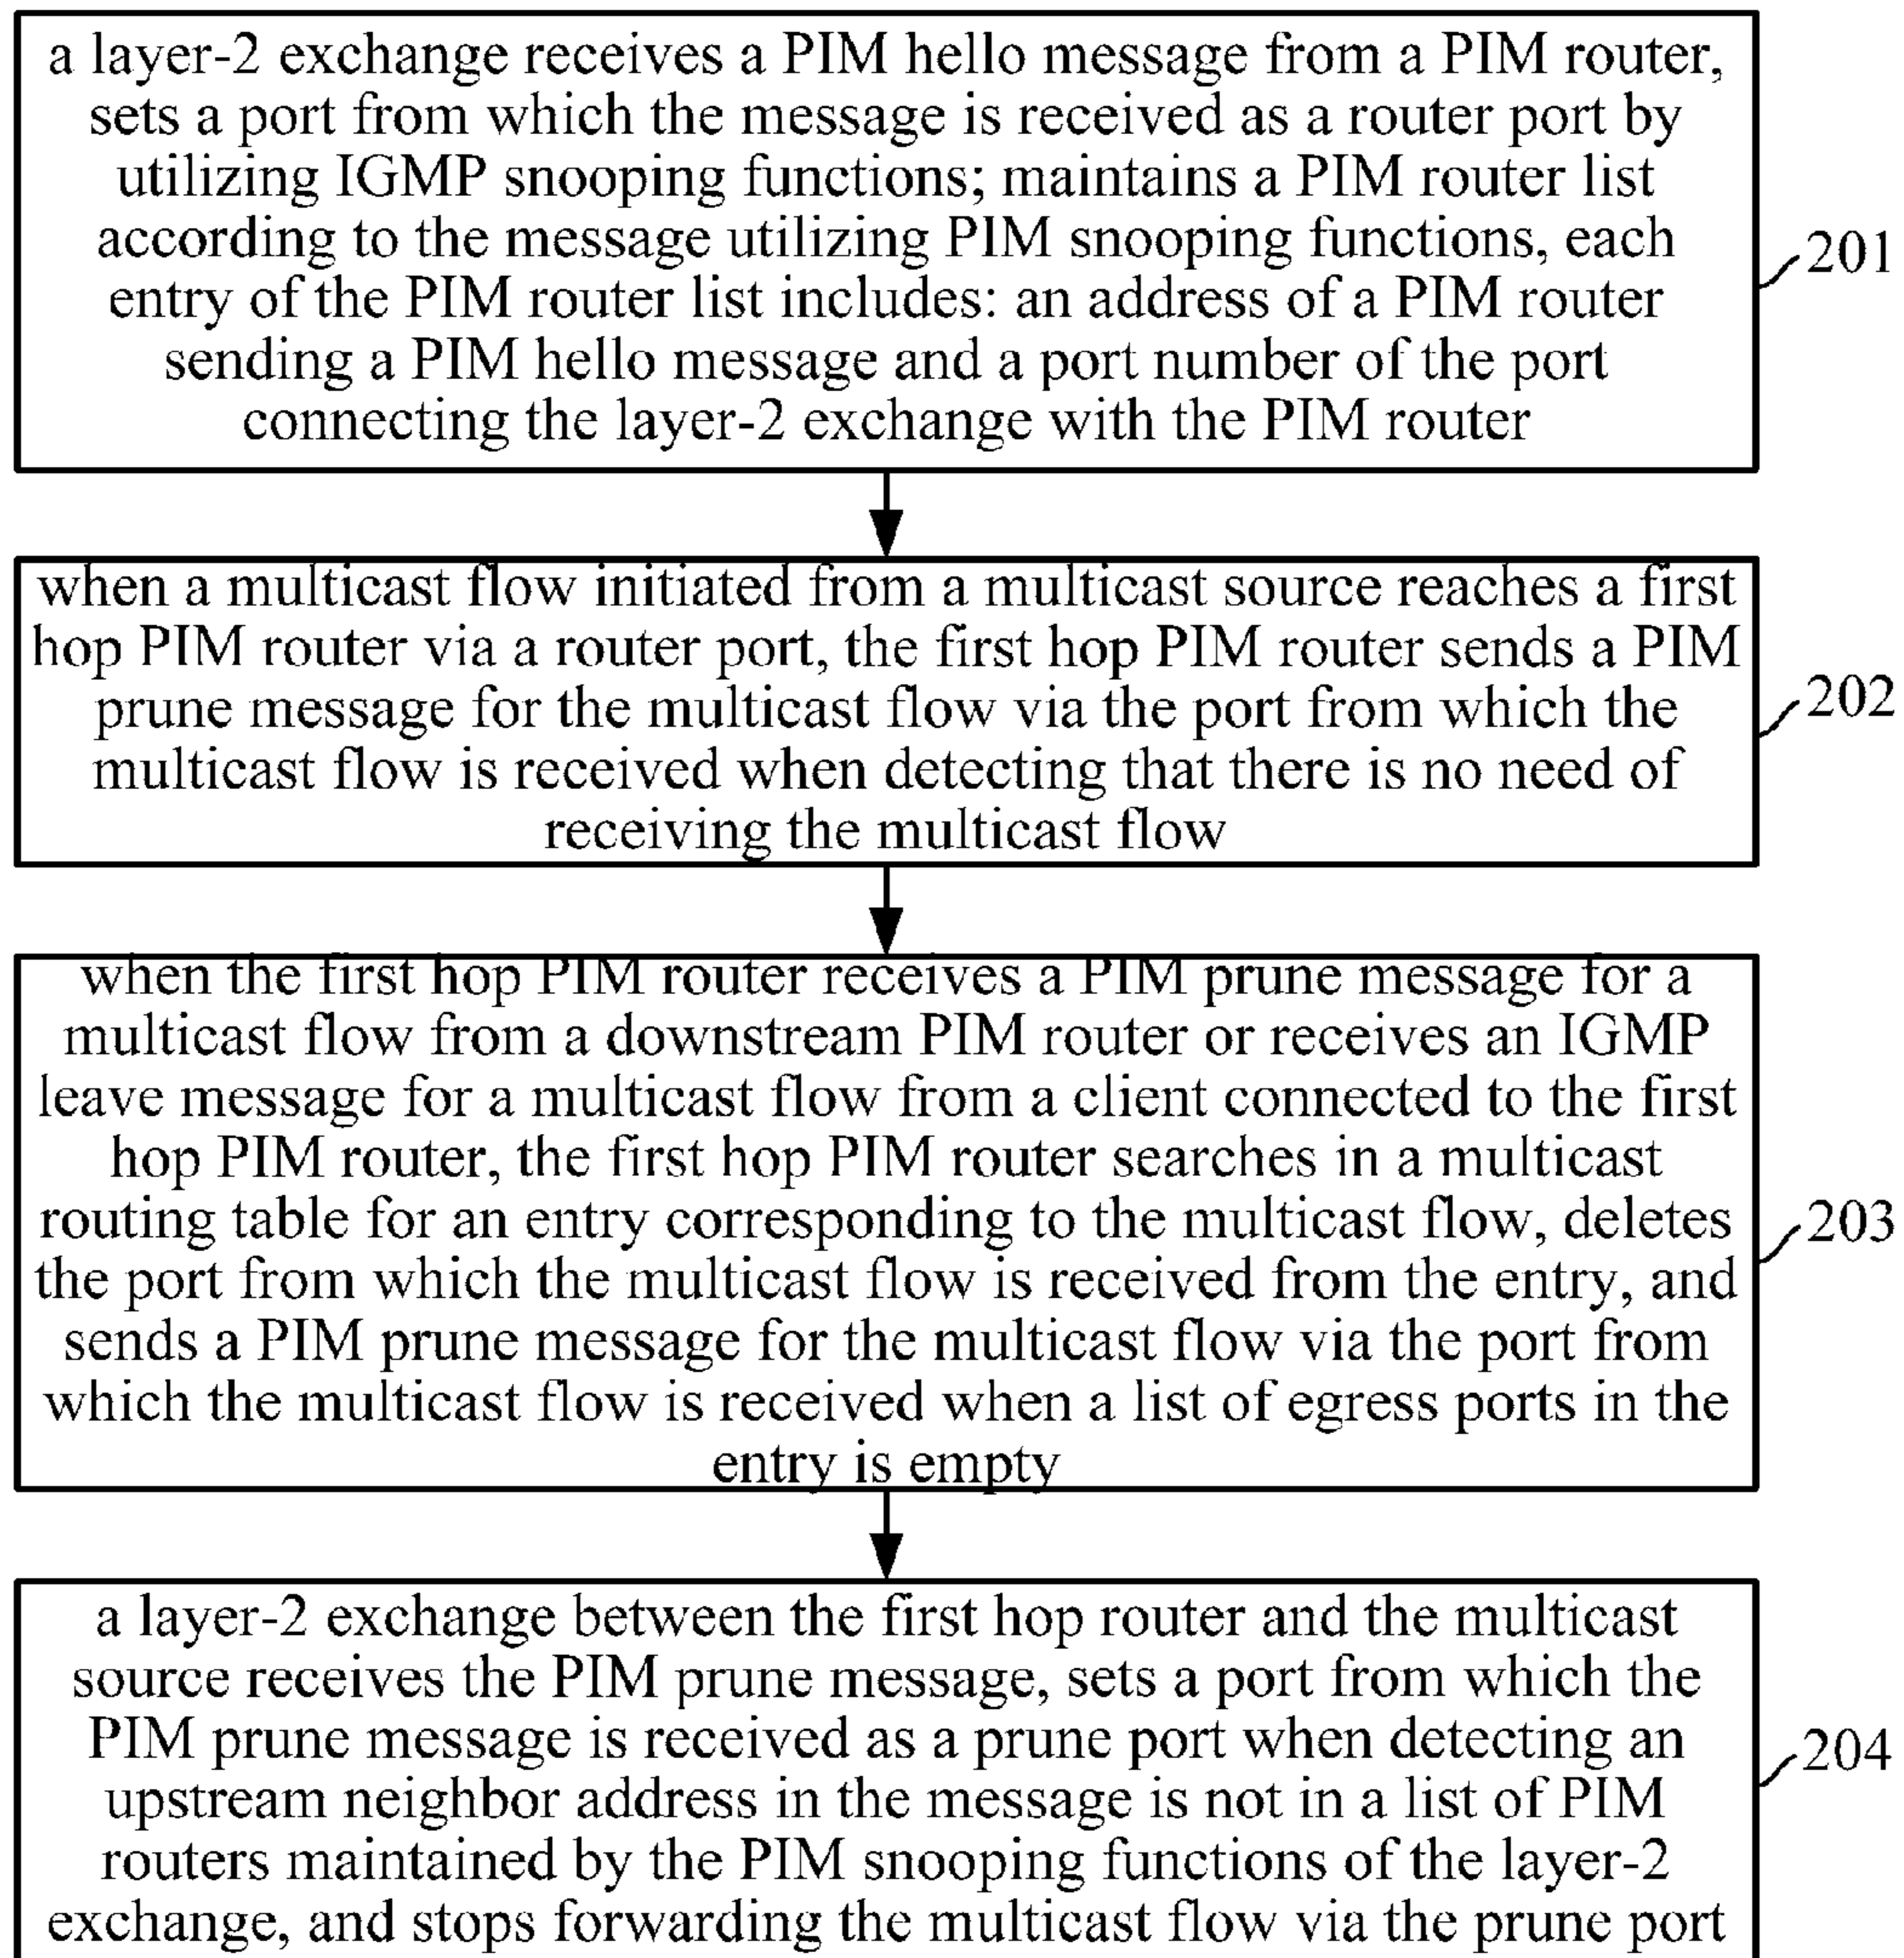 a layer-2 exchange receives a PIM hello message from a PIM router,
sets a port from which the message is received as a router port by
utilizing IGMP snooping functions; maintains a PIM router list
according to the message utilizing PIM snooping functions, each
entry of the PIM router list includes: an address of a PIM router
sending a PIM hello message and a port number of the port
connecting the layer-2 exchange with the PIM router
201
when a multicast flow initiated from a multicast source reaches a first
hop PIM router via a router port, the first hop PIM router sends a PIM
prune message for the multicast flow via the port from which the
multicast flow is received when detecting that there is no need of
receiving the multicast flow
202
when the first hop PIM router receives a PIM prune message for a
multicast flow from a downstream PIM router or receives an IGMP
leave message for a multicast flow from a client connected to the first
hop PIM router, the first hop PIM router searches in a multicast
routing table for an entry corresponding to the multicast flow, deletes
the port from which the multicast flow is received from the entry, and
sends a PIM prune message for the multicast flow via the port from
which the multicast flow is received when a list of egress ports in the
entry is empty
203
a layer-2 exchange between the first hop router and the multicast
source receives the PIM prune message, sets a port from which the
PIM prune message is received as a prune port when detecting an
upstream neighbor address in the message is not in a list of PIM
routers maintained by the PIM snooping functions of the layer-2
exchange, and stops forwarding the multicast flow via the prune port
204